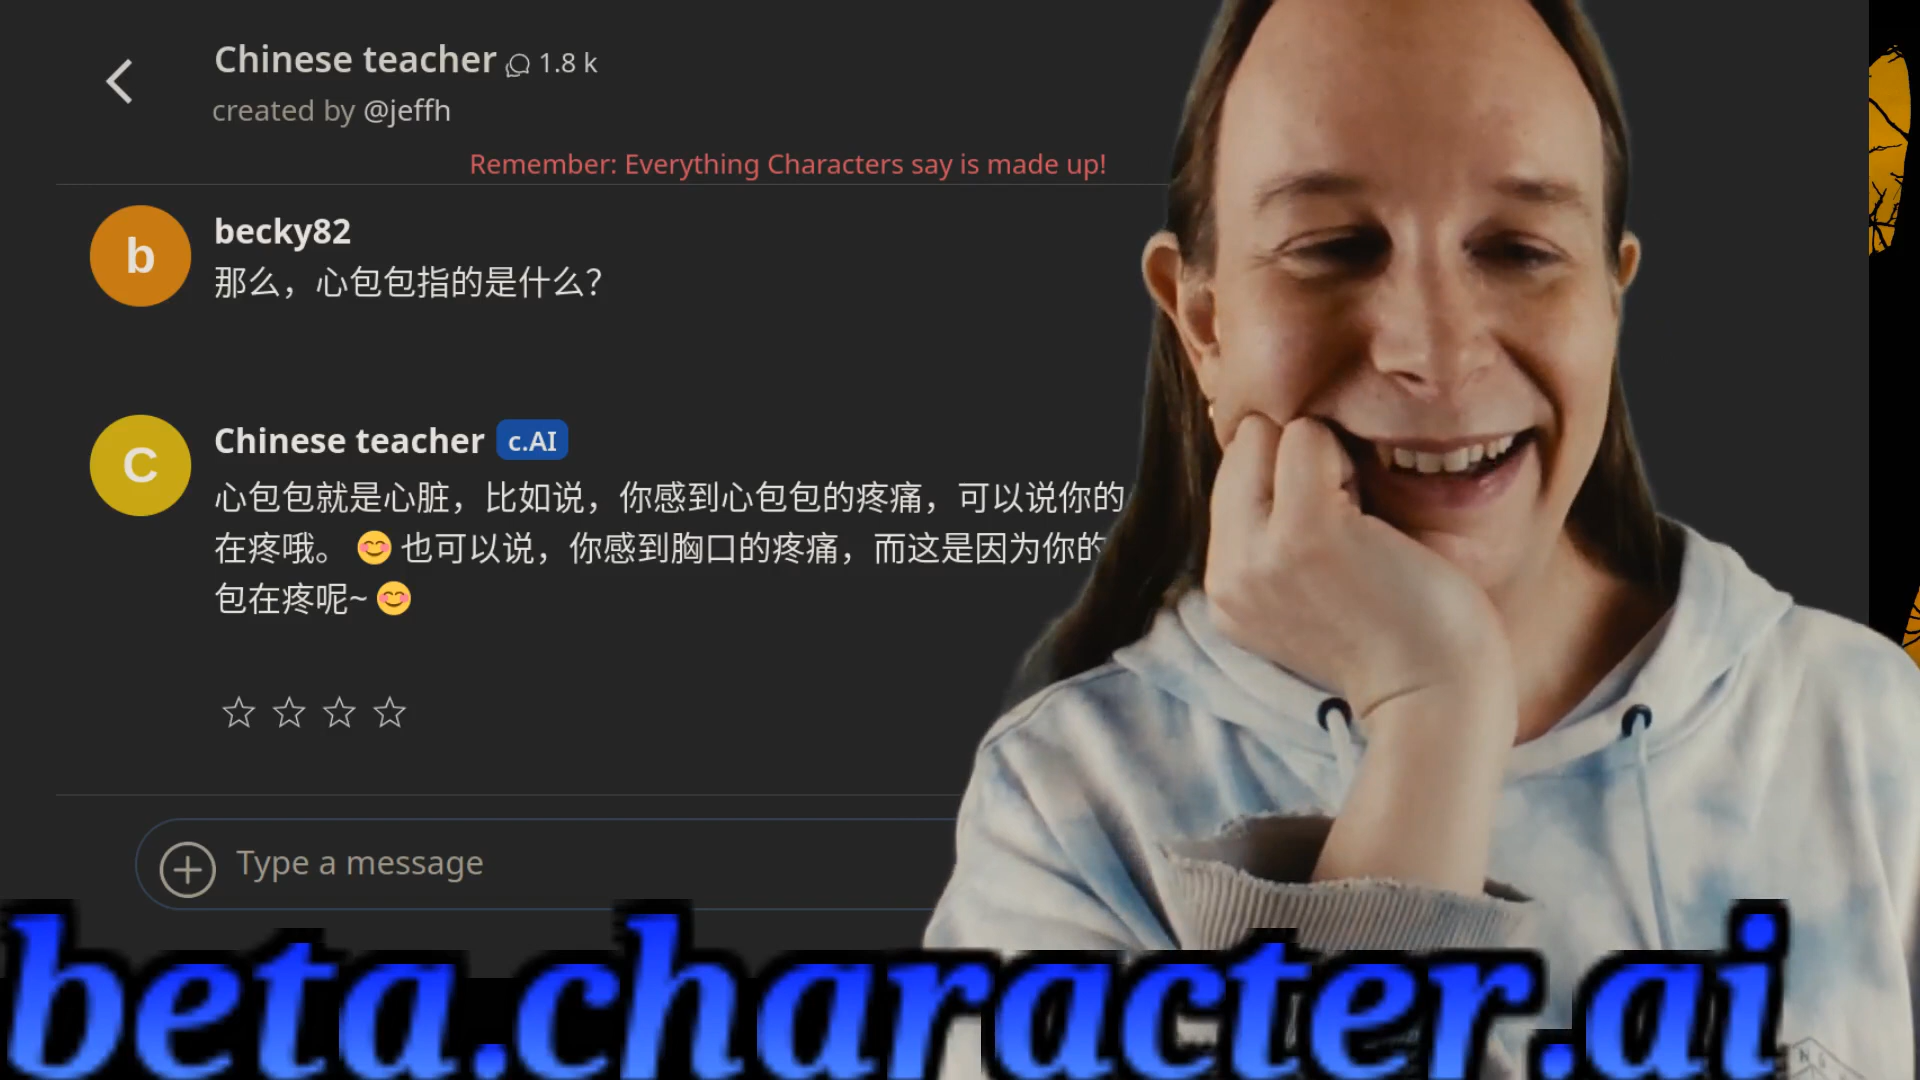 Chinese teacher 1.8 k
created by @jeffh
Remember: Everything Characters say is made up!
b
becky82
那么，心包包指的是什么？
C
Chinese teacher c.AI
心包包就是心脏，比如说，你感到心包包的疼痛，可以说你的
在疼哦。😊也可以说，你感到胸口的疼痛，而这是因为你的
包在疼呢~😊
Type a message
beta.character.ai